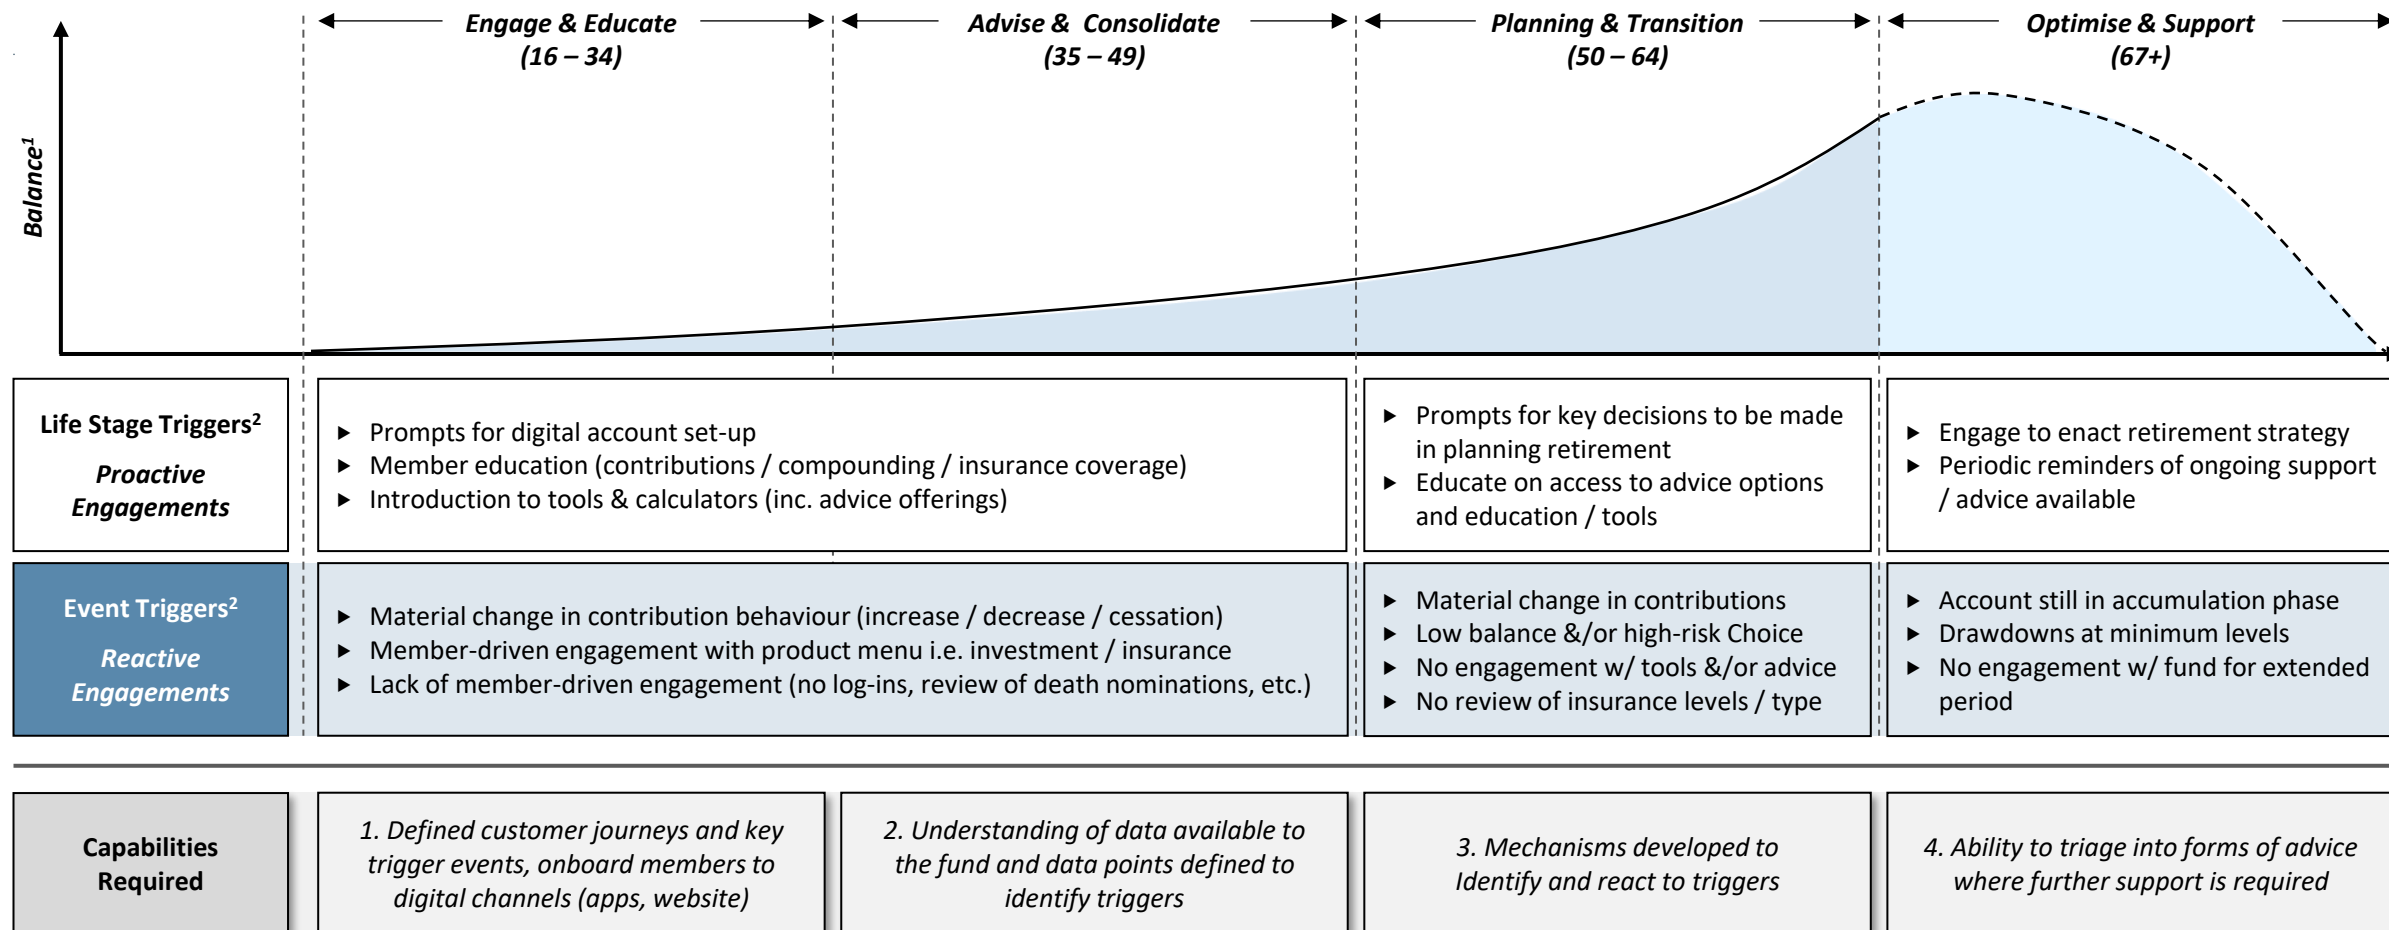 Engage & Educate
(16 – 34)
Advise & Consolidate
(35 – 49)
Planning & Transition
(50 – 64)
Optimise & Support
(67+)
Balance¹
Life Stage Triggers²
Proactive
Engagements
► Prompts for digital account set-up
► Member education (contributions / compounding / insurance coverage)
► Introduction to tools & calculators (inc. advice offerings)
► Prompts for key decisions to be made
in planning retirement
► Educate on access to advice options
and education / tools
► Engage to enact retirement strategy
► Periodic reminders of ongoing support
/ advice available
Event Triggers²
Reactive
Engagements
► Material change in contribution behaviour (increase / decrease / cessation)
► Member-driven engagement with product menu i.e. investment / insurance
► Lack of member-driven engagement (no log-ins, review of death nominations, etc.)
► Material change in contributions
► Low balance &/or high-risk Choice
► No engagement w/ tools &/or advice
► No review of insurance levels / type
► Account still in accumulation phase
► Drawdowns at minimum levels
► No engagement w/ fund for extended
period
Capabilities
Required
1. Defined customer journeys and key
trigger events, onboard members to
digital channels (apps, website)
2. Understanding of data available to
the fund and data points defined to
identify triggers
3. Mechanisms developed to
Identify and react to triggers
4. Ability to triage into forms of advice
where further support is required